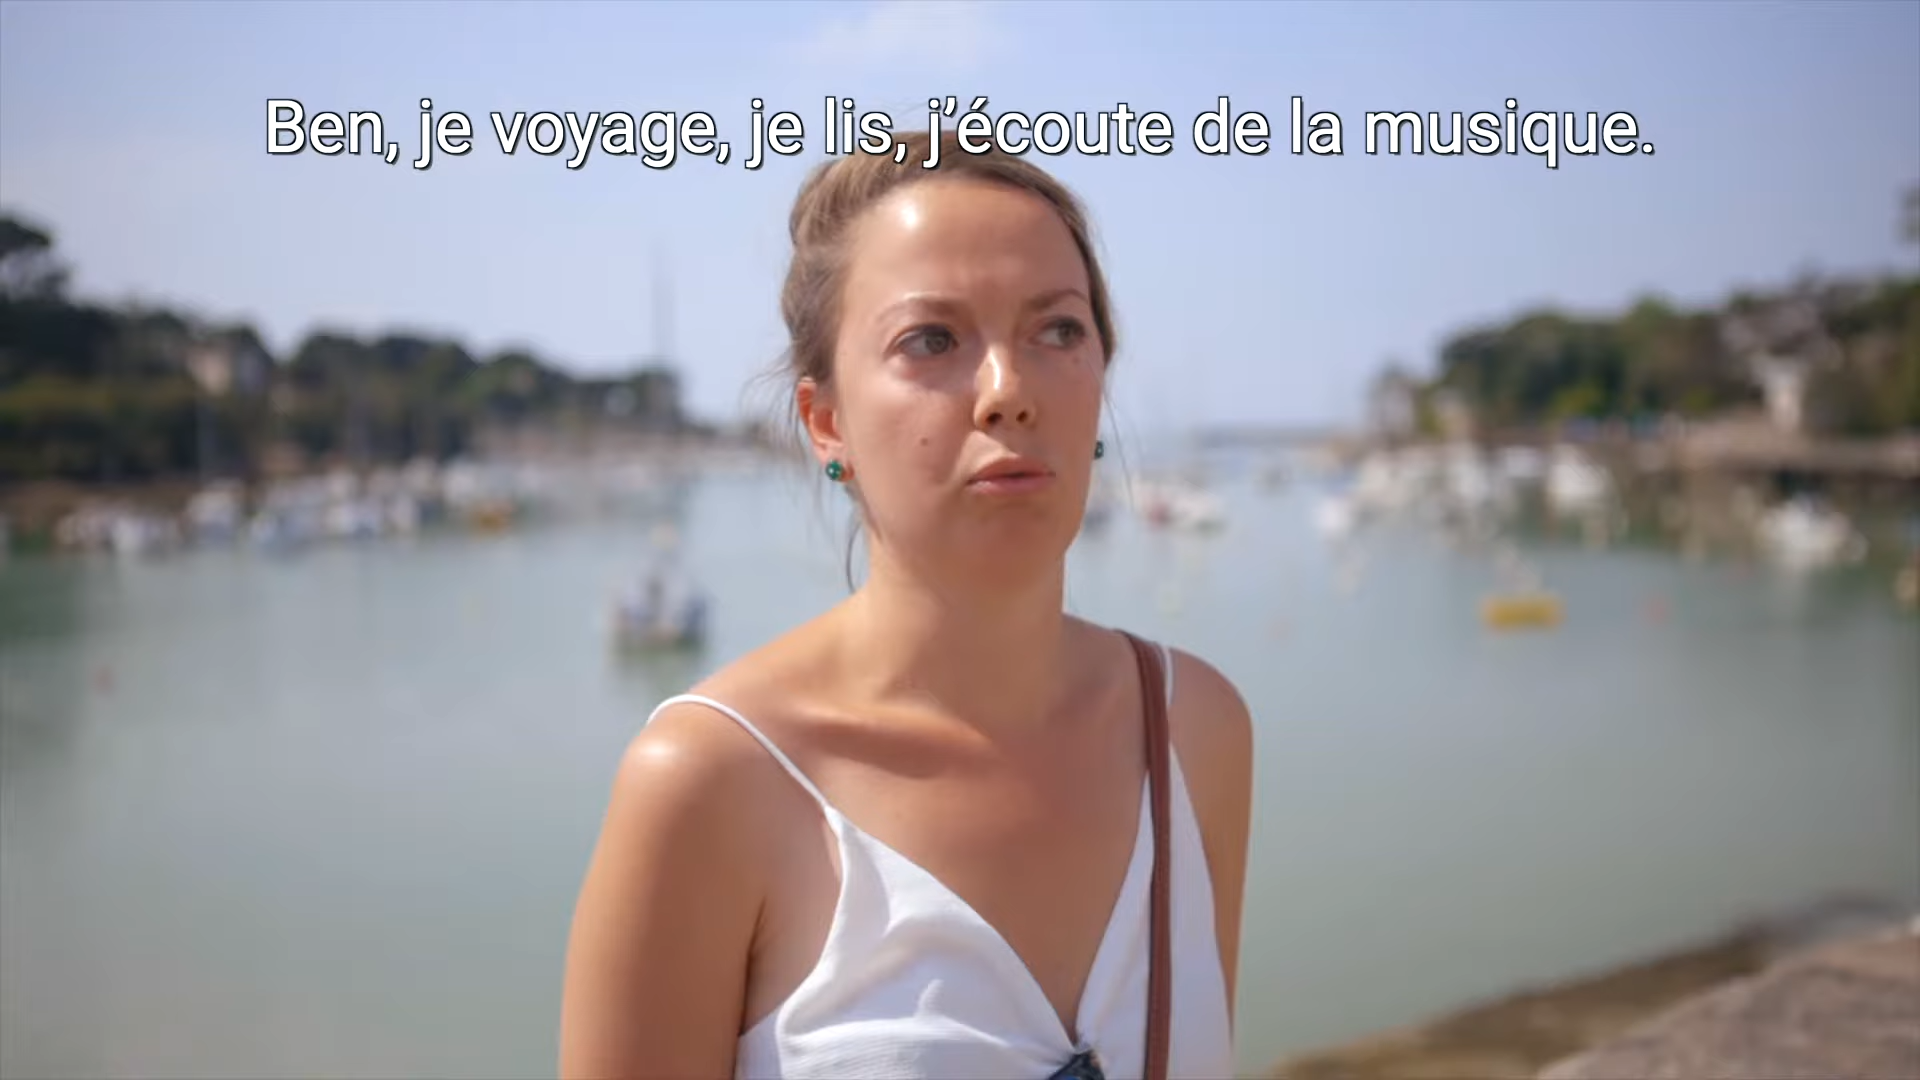 Ben, je voyage, je lis, j’écoute de la musique.